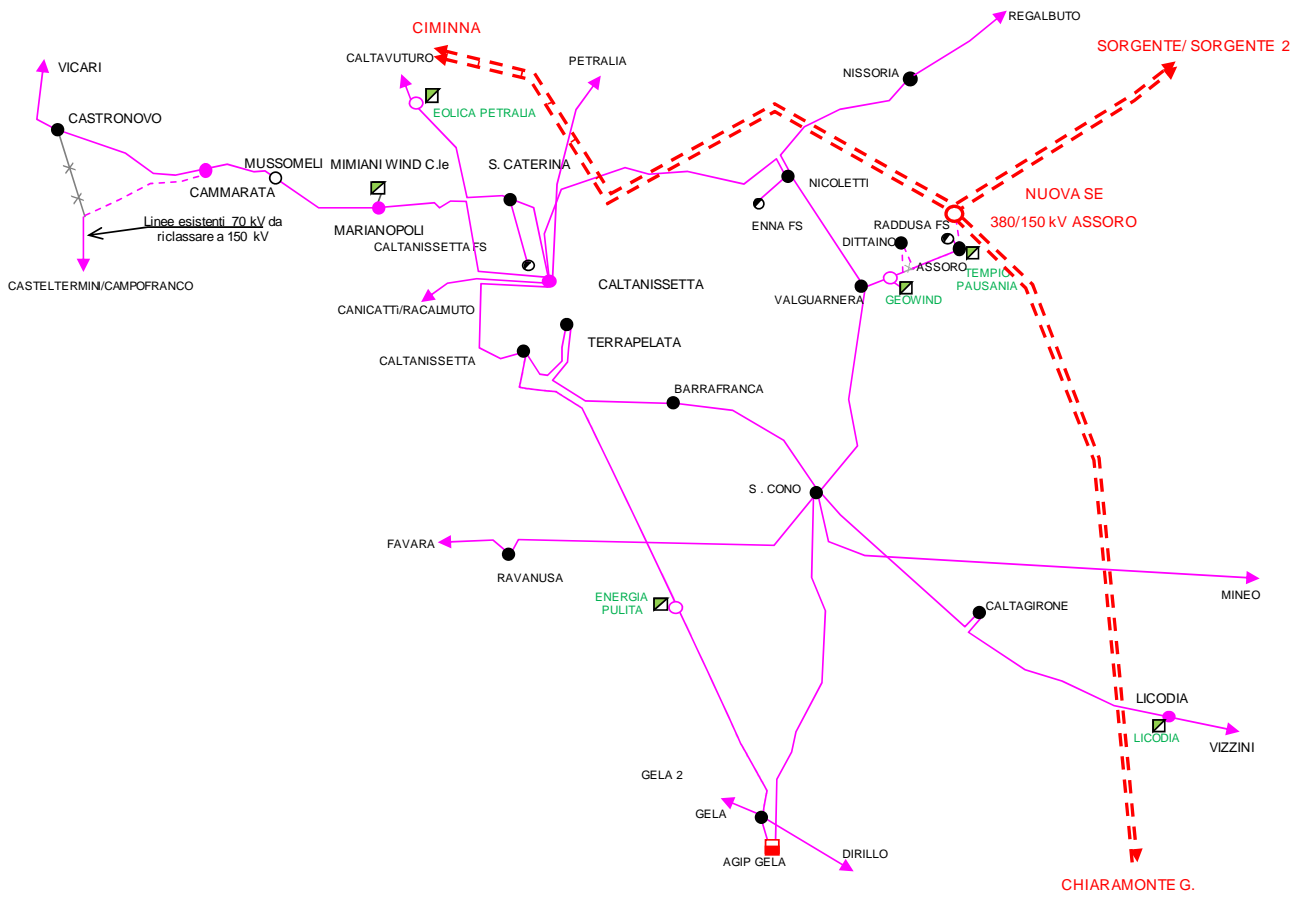 REGALBUTO
CIMINNA
SORGENTE/ SORGENTE 2
CALTAVUTURO
PETRALIA
VICARI
NISSORIA
EOLICA PETRALIA
CASTRONOVO
MUSSOMELI
MIMIANI WIND C.le
S. CATERINA
NICOLETTI
CAMMARATA
NUOVA SE
380/150 kV ASSORO
Linee esistenti 70 kV da
riclassare a 150 kV
MARIANOPOLI
ENNA FS
RADDUSA FS
DITTAINO
CALTANISSETTA FS
ASSORO
TEMPIO
PAUSANIA
CASTELTERMINI/CAMPOFRANCO
CALTANISSETTA
VALGUARNERA
GEOWIND
CANICATTì/RACALMUTO
TERRAPELATA
CALTANISSETTA
BARRAFRANCA
S . CONO
FAVARA
RAVANUSA
MINEO
ENERGIA
PULITA
CALTAGIRONE
LICODIA
LICODIA
VIZZINI
GELA 2
GELA
AGIP GELA
DIRILLO
CHIARAMONTE G.